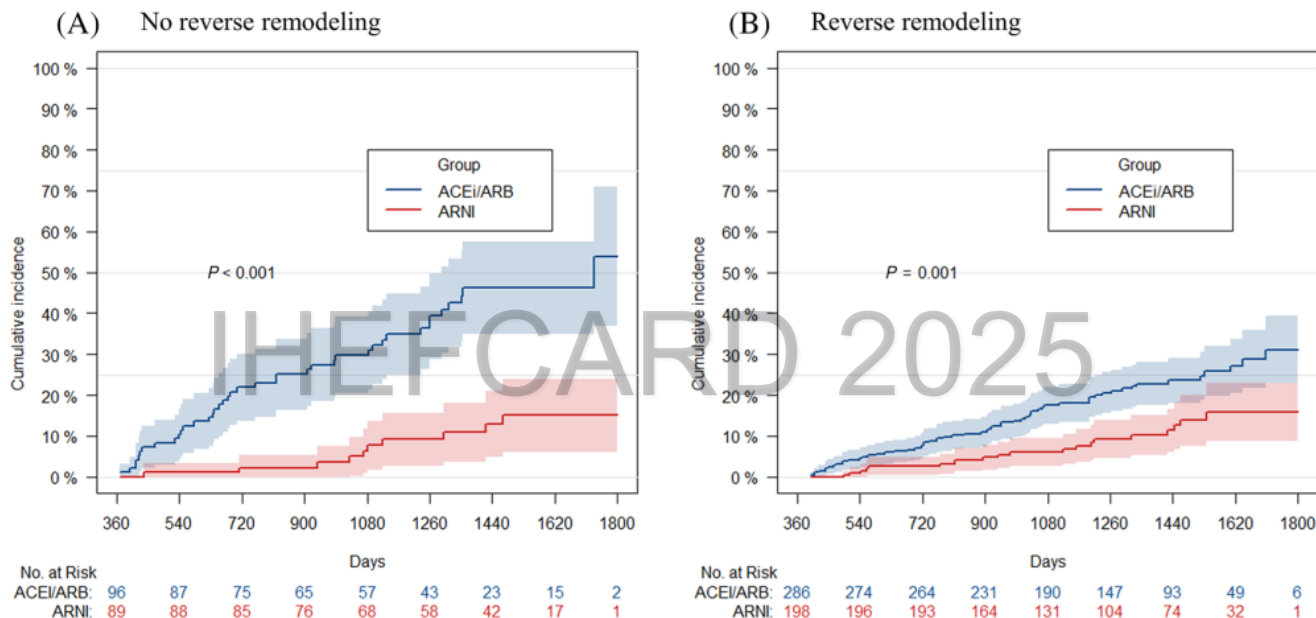 (A) No reverse remodeling
100 %
90 %
80 %
70 %
60 %
50 %
40 %
30 %
20 %
10 %
0 %
Cumulative incidence
Group
ACEi/ARB
ARNI
P < 0.001
360 540 720 900 1080 1260 1440 1620 1800
Days
No. at Risk
ACEI/ARB: 96 87 75 65 57 43 23 15 2
ARNI: 89 88 85 76 68 58 42 17 1
(B) Reverse remodeling
100 %
90 %
80 %
70 %
60 %
50 %
40 %
30 %
20 %
10 %
0 %
Cumulative incidence
Group
ACEi/ARB
ARNI
P = 0.001
360 540 720 900 1080 1260 1440 1620 1800
Days
No. at Risk
ACEI/ARB: 286 274 264 231 190 147 93 49 6
ARNI: 198 196 193 164 131 104 74 32 1
IHEFCARD 2025